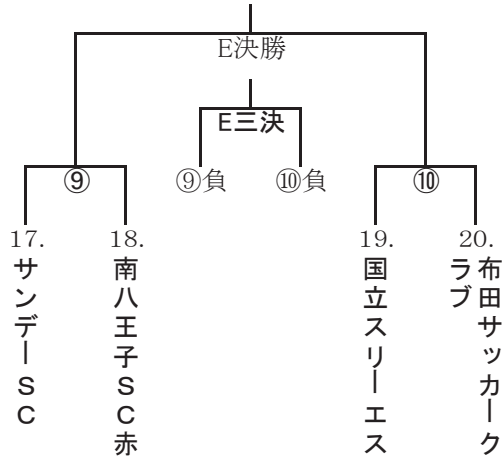 E決勝
E三決
⑨
⑨負
⑩負
⑩
17.
サンデーSC
18.
南八王子SC赤
19.
国立スリーエス
20.
布田サッカーク
ラブ